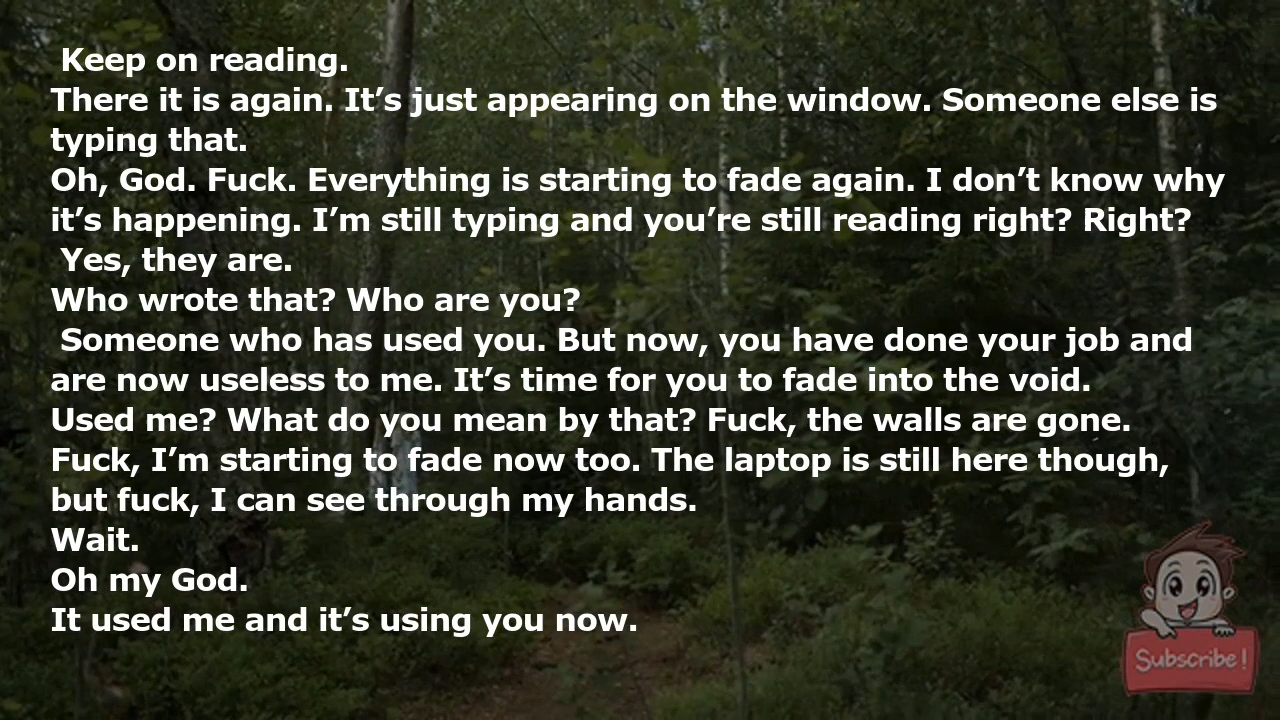 Keep on reading.
There it is again. It’s just appearing on the window. Someone else is
typing that.
Oh, God. Fuck. Everything is starting to fade again. I don’t know why
it’s happening. I’m still typing and you’re still reading right? Right?
Yes, they are.
Who wrote that? Who are you?
Someone who has used you. But now, you have done your job and
are now useless to me. It’s time for you to fade into the void.
Used me? What do you mean by that? Fuck, the walls are gone.
Fuck, I’m starting to fade now too. The laptop is still here though,
but fuck, I can see through my hands.
Wait.
Oh my God.
It used me and it’s using you now.
Subscribe!